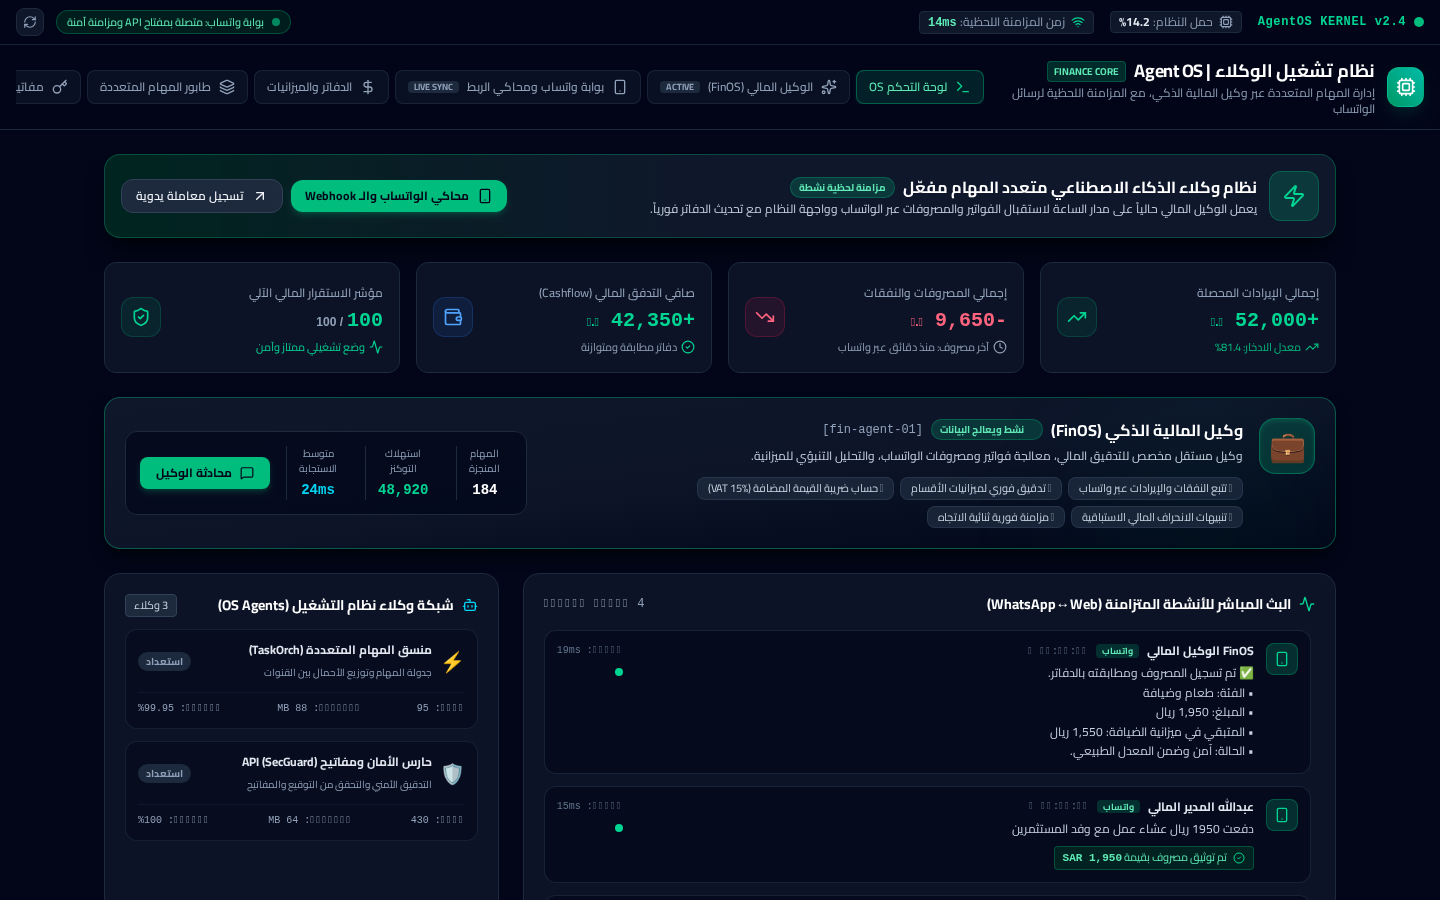 AgentOS KERNEL v2.4
حمل النظام: 14.2%
زمن المزامنة اللحظية: 14ms
بوابة واتساب: متصلة بمفتاح API ومزامنة آمنة
نظام تشغيل الوكلاء | Agent OS
FINANCE CORE
إدارة المهام المتعددة عبر وكيل المالية الذكي، مع المزامنة اللحظية لرسائل
الواتساب
لوحة التحكم OS
الوكيل المالي (FinOS)
ACTIVE
بوابة واتساب ومحاكي الربط
LIVE SYNC
الدفاتر والميزانيات
طابور المهام المتعددة
نظام وكلاء الذكاء الاصطناعي متعدد المهام مفعّل
مزامنة لحظية نشطة
يعمل الوكيل المالي حالياً على مدار الساعة لاستقبال الفواتير والمصروفات عبر الواتساب وواجهة النظام مع تحديث الدفاتر فورياً.
محاكي الواتساب والـ Webhook
تسجيل معاملة يدوية
إجمالي الإيرادات المحصلة
+52,000
معدل الادخار: 81.4%
إجمالي المصروفات والنفقات
-9,650
آخر مصروف: منذ دقائق عبر واتساب
صافي التدفق المالي (Cashflow)
+42,350
دفاتر مطابقة ومتوازنة
مؤشر الاستقرار المالي الآلي
100 / 100
وضع تشغيلي ممتاز وآمن
وكيل المالية الذكي (FinOS)
نشط ويعالج البيانات
[fin-agent-01]
وكيل مستقل مخصص للتدقيق المالي، معالجة فواتير ومصروفات الواتساب، والتحليل التنبؤي للميزانية.
تتبع النفقات والإيرادات عبر واتساب
تدقيق فوري لميزانيات الأقسام
حساب ضريبة القيمة المضافة (VAT 15%)
تنبيهات الانحراف المالي الاستباقية
مزامنة فورية ثنائية الاتجاه
المهام المنجزة
184
استهلاك التوكنز
48,920
متوسط الاستجابة
24ms
محادثة الوكيل
البث المباشر للأنشطة المتزامنة (WhatsApp↔Web)
4
FinOS الوكيل المالي
واتساب
19ms
✅ تم تسجيل المصروف ومطابقته بالدفاتر.
▪ الفئة: طعام وضيافة
▪ المبلغ: 1,950 ريال
▪ المتبقي في ميزانية الضيافة: 1,550 ريال
▪ الحالة: آمن وضمن المعدل الطبيعي.
عبدالله المدير المالي
واتساب
15ms
دفعت 1950 ريال عشاء عمل مع وفد المستثمرين
تم توثيق مصروف بقيمة 1,950 SAR
شبكة وكلاء نظام التشغيل (OS Agents)
3 وكلاء
منسق المهام المتعددة (TaskOrch)
استعداد
جدولة المهام وتوزيع الأحمال بين القنوات
95
88 MB
99.95%
حارس الأمان ومفاتيح API (SecGuard)
استعداد
التدقيق الأمني والتحقق من التوقيع والمفاتيح
430
64 MB
100%